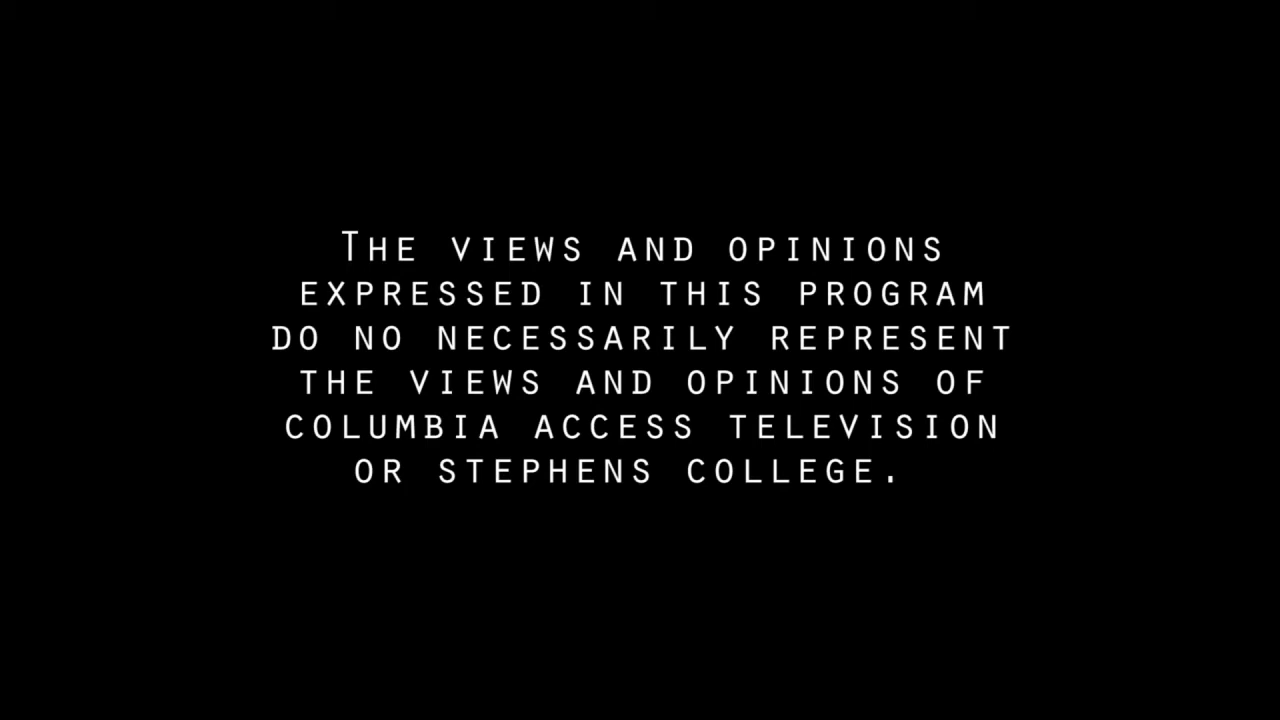 The views and opinions
expressed in this program
do no necessarily represent
the views and opinions of
Columbia Access Television
or Stephens College.